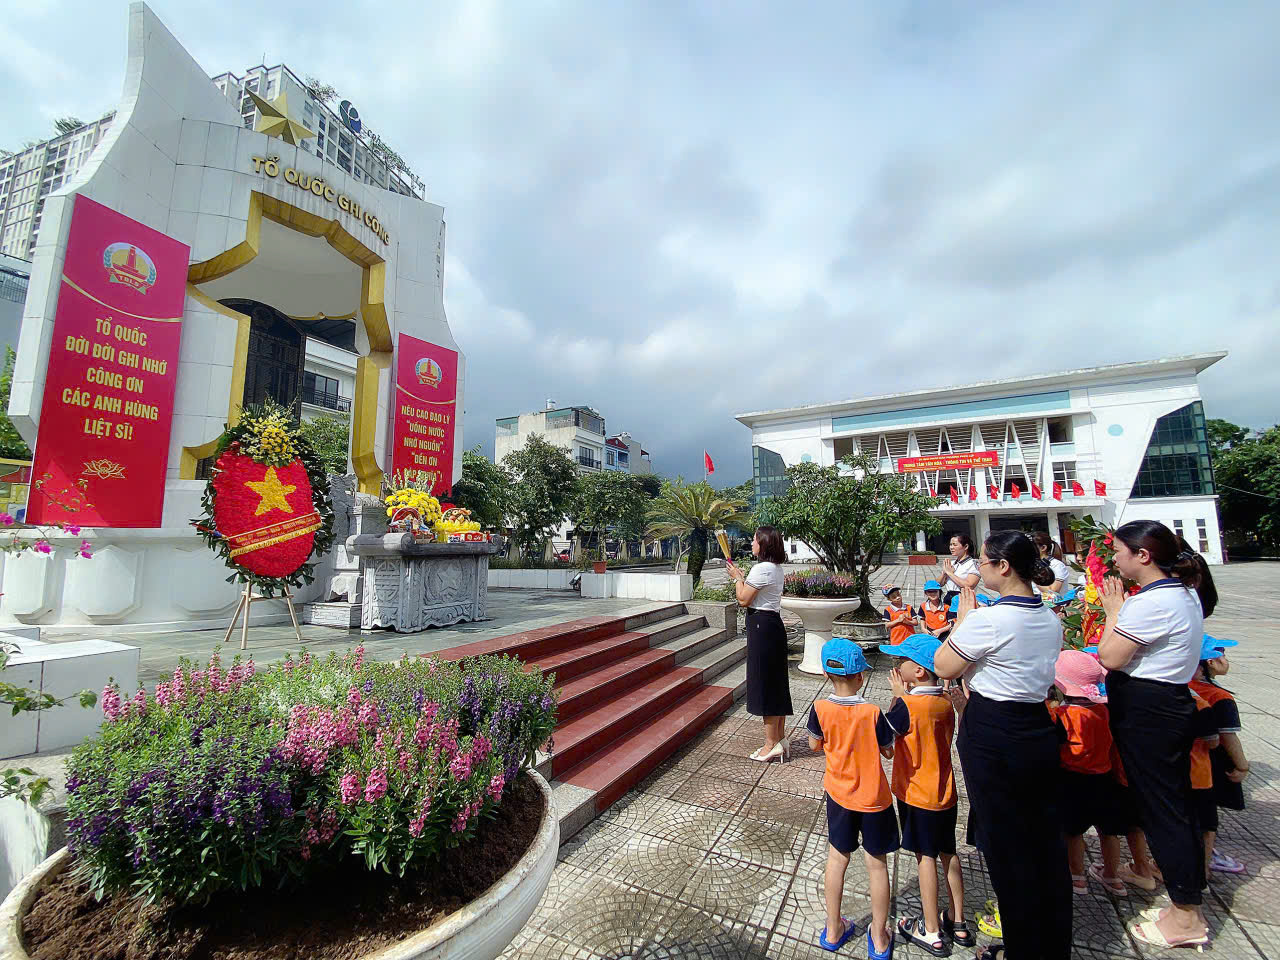 TỔ QUỐC GHI CÔNG
TBLS
TỔ QUỐC
ĐỜI ĐỜI GHI NHỚ
CÔNG ƠN
CÁC ANH HÙNG
LIỆT SĨ!
NÊU CAO ĐẠO LÝ
"UỐNG NƯỚC
NHỚ NGUỒN",
"ĐỀN ƠN
TRUNG TÂM VĂN HÓA - THÔNG TIN VÀ THỂ THAO